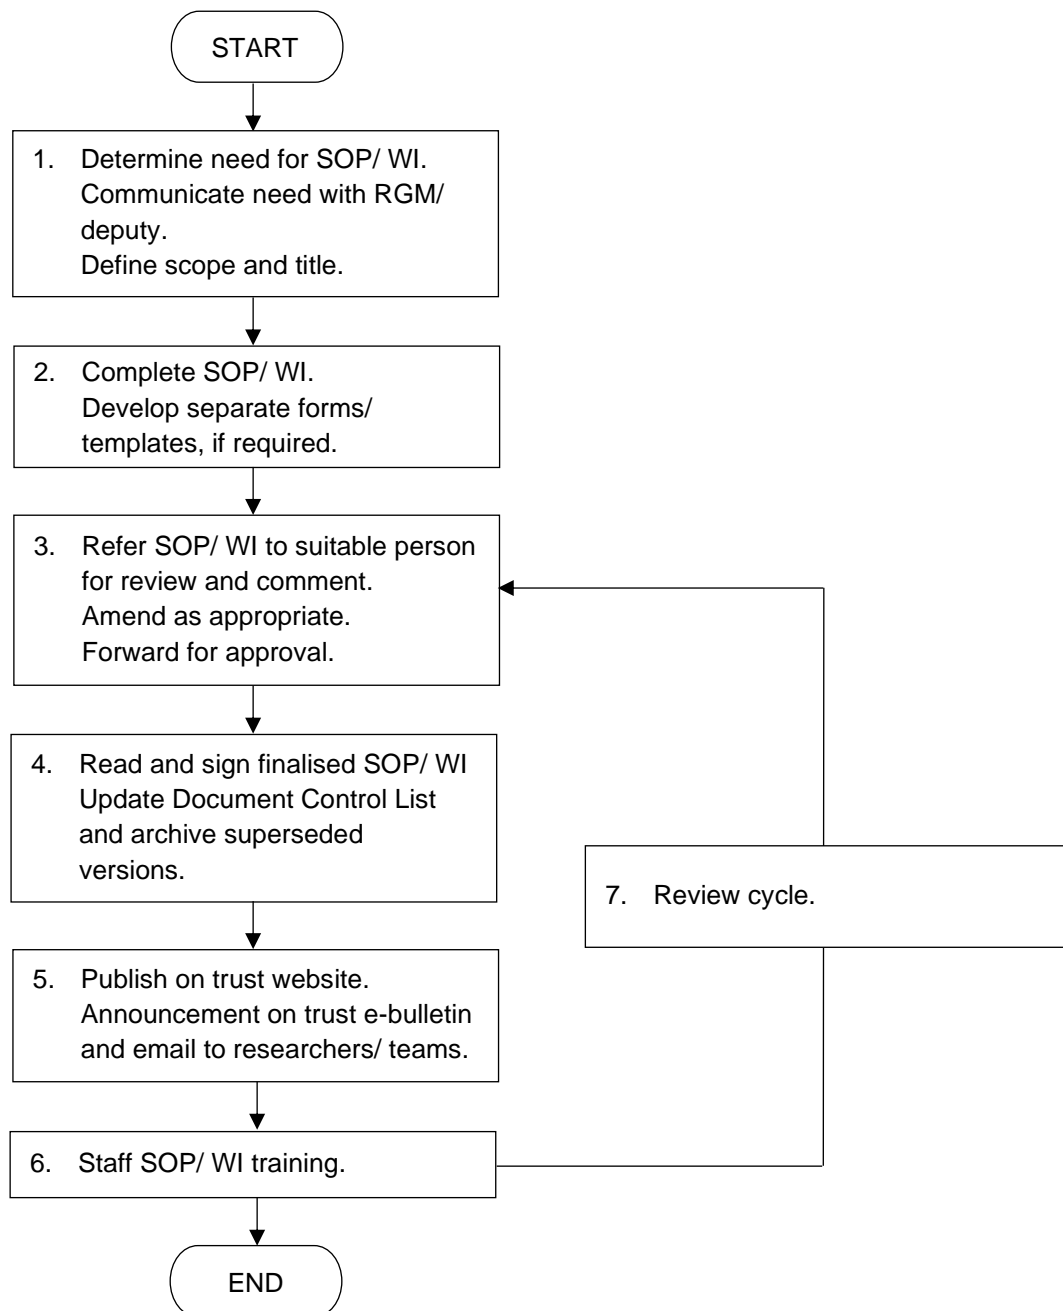 START
1. Determine need for SOP/ WI.
Communicate need with RGM/
deputy.
Define scope and title.
2. Complete SOP/ WI.
Develop separate forms/
templates, if required.
3. Refer SOP/ WI to suitable person
for review and comment.
Amend as appropriate.
Forward for approval.
4. Read and sign finalised SOP/ WI
Update Document Control List
and archive superseded
versions.
7. Review cycle.
5. Publish on trust website.
Announcement on trust e-bulletin
and email to researchers/ teams.
6. Staff SOP/ WI training.
END